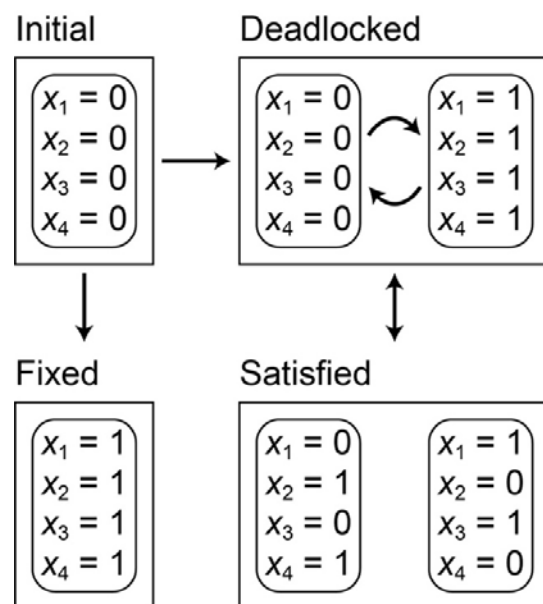 Initial
x₁ = 0
x₂ = 0
x₃ = 0
x₄ = 0
Deadlocked
x₁ = 0
x₂ = 0
x₃ = 0
x₄ = 0
x₁ = 1
x₂ = 1
x₃ = 1
x₄ = 1
Fixed
x₁ = 1
x₂ = 1
x₃ = 1
x₄ = 1
Satisfied
x₁ = 0
x₂ = 1
x₃ = 0
x₄ = 1
x₁ = 1
x₂ = 0
x₃ = 1
x₄ = 0